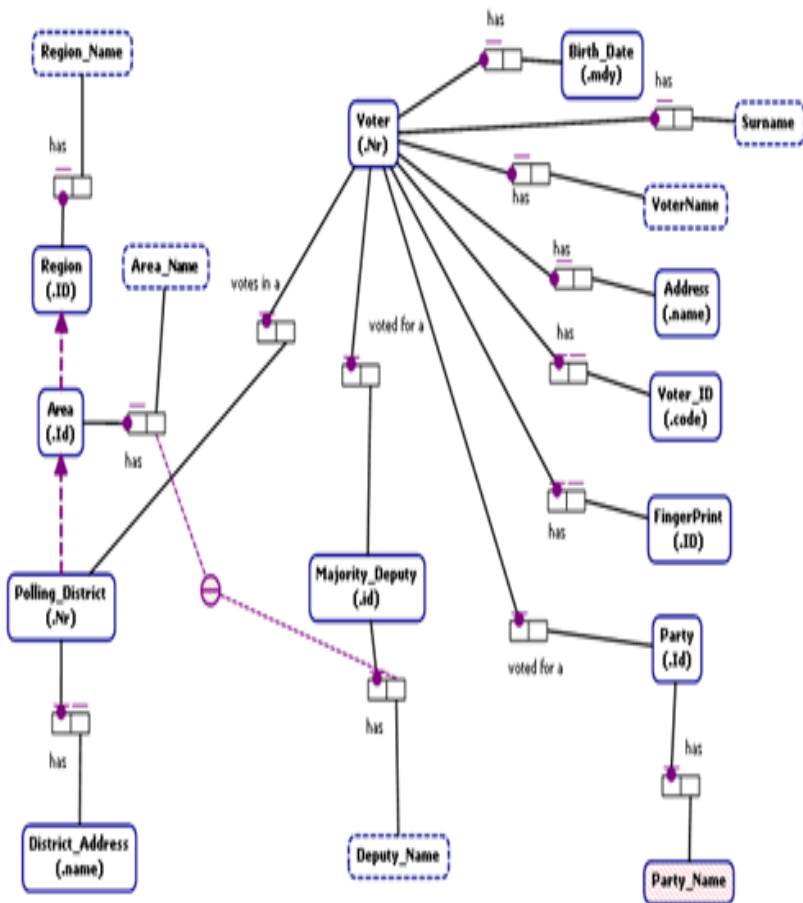 has
Region_Name
Birth_Date
(.mdy)
has
Voter
(.Nr)
Surname
has
has
VoterName
Region
(.ID)
Area_Name
has
votes in a
Address
(.name)
voted for a
has
Area
(.Id)
Voter_ID
(.code)
has
FingerPrint
(.ID)
has
Polling_District
(.Nr)
Majority_Deputy
(.id)
Party
(.Id)
voted for a
has
has
has
District_Address
(.name)
Deputy_Name
Party_Name